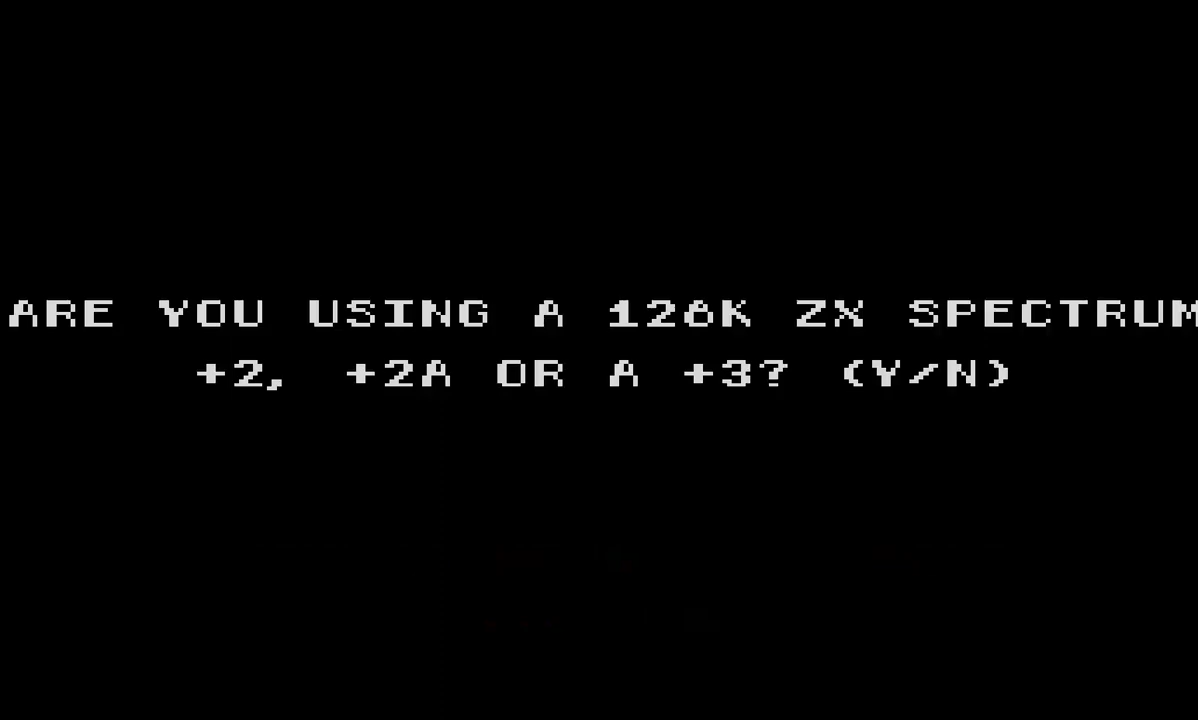 ARE YOU USING A 128K ZX SPECTRUM
+2, +2A OR A +3? (Y/N)